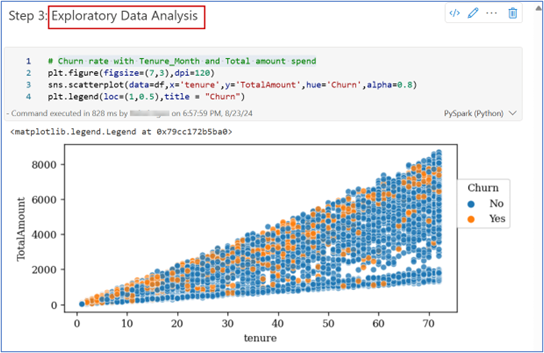 Step 3: Exploratory Data Analysis
1 # Churn rate with Tenure_Month and Total amount spend
2 plt.figure(figsize=(7,3),dpi=120)
3 sns.scatterplot(data=df,x='tenure',y='TotalAmount',hue='Churn',alpha=0.8)
4 plt.legend(loc=(1,0.5),title = "Churn")
- Command executed in 828 ms by on 6:57:59 PM, 8/23/24 PySpark (Python)
<matplotlib.legend.Legend at 0x79cc172b5ba0>
8000
6000
4000
2000
0
TotalAmount
Churn
No
Yes
0 10 20 30 40 50 60 70
tenure